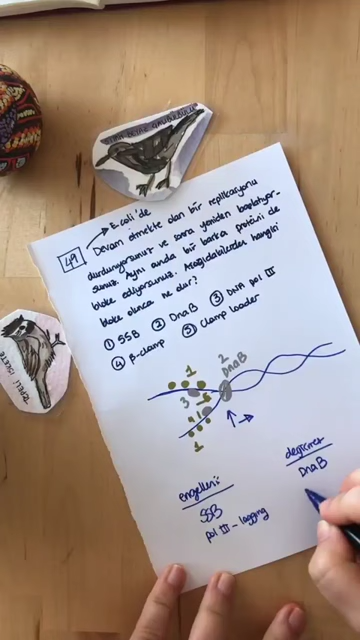 E. coli'de
49
Devam etmekte olan bir replikasyonu
durduruyorsunuz ve sonra yeniden başlatıyor-
sunuz. Aynı anda bir başka proteini de
bloke ediyorsunuz. Aşağıdakilerden hangisi
bloke olunca ne olur?
① SSB ② DnaB ③ DNA pol III
④ β-clamp ⑤ Clamp loader
1
2
DnaB
3
1
engeller:
SSB
pol III - lagging
değişmez
DnaB
TEPELİ